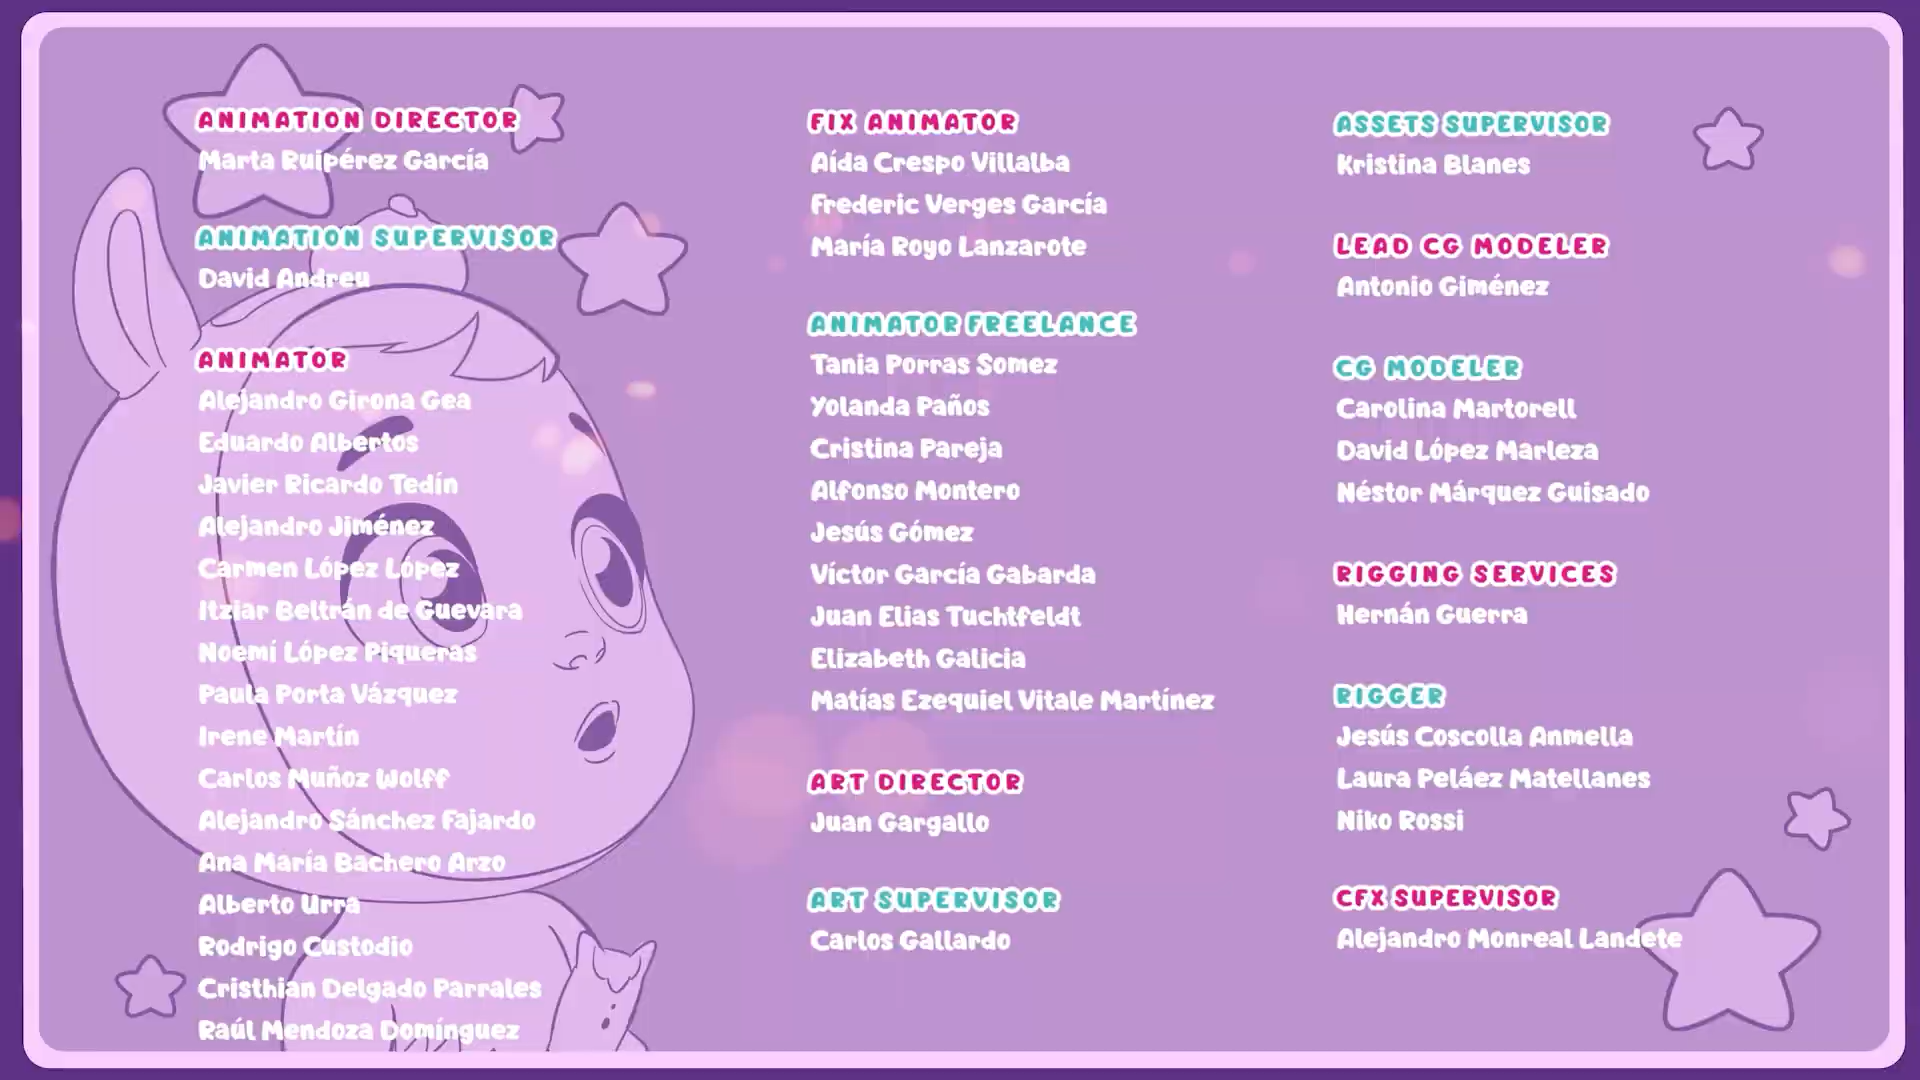 ANIMATION DIRECTOR
Marta Ruipérez García
ANIMATION SUPERVISOR
David Andreu
ANIMATOR
Alejandro Girona Gea
Eduardo Albertos
Javier Ricardo Tedín
Alejandro Jiménez
Carmen López López
Itziar Beltrán de Guevara
Noemí López Piqueras
Paula Porta Vázquez
Irene Martín
Carlos Muñoz Wolff
Alejandro Sánchez Fajardo
Ana María Bachero Arzo
Alberto Urra
Rodrigo Custodio
Cristhian Delgado Parrales
Raúl Mendoza Domínguez
FIX ANIMATOR
Aída Crespo Villalba
Frederic Verges García
María Royo Lanzarote
ANIMATOR FREELANCE
Tania Porras Somez
Yolanda Paños
Cristina Pareja
Alfonso Montero
Jesús Gómez
Víctor García Gabarda
Juan Elias Tuchtfeldt
Elizabeth Galicia
Matías Ezequiel Vitale Martínez
ART DIRECTOR
Juan Gargallo
ART SUPERVISOR
Carlos Gallardo
ASSETS SUPERVISOR
Kristina Blanes
LEAD CG MODELER
Antonio Giménez
CG MODELER
Carolina Martorell
David López Marleza
Néstor Márquez Guisado
RIGGING SERVICES
Hernán Guerra
RIGGER
Jesús Coscolla Anmella
Laura Peláez Matellanes
Niko Rossi
CFX SUPERVISOR
Alejandro Monreal Landete